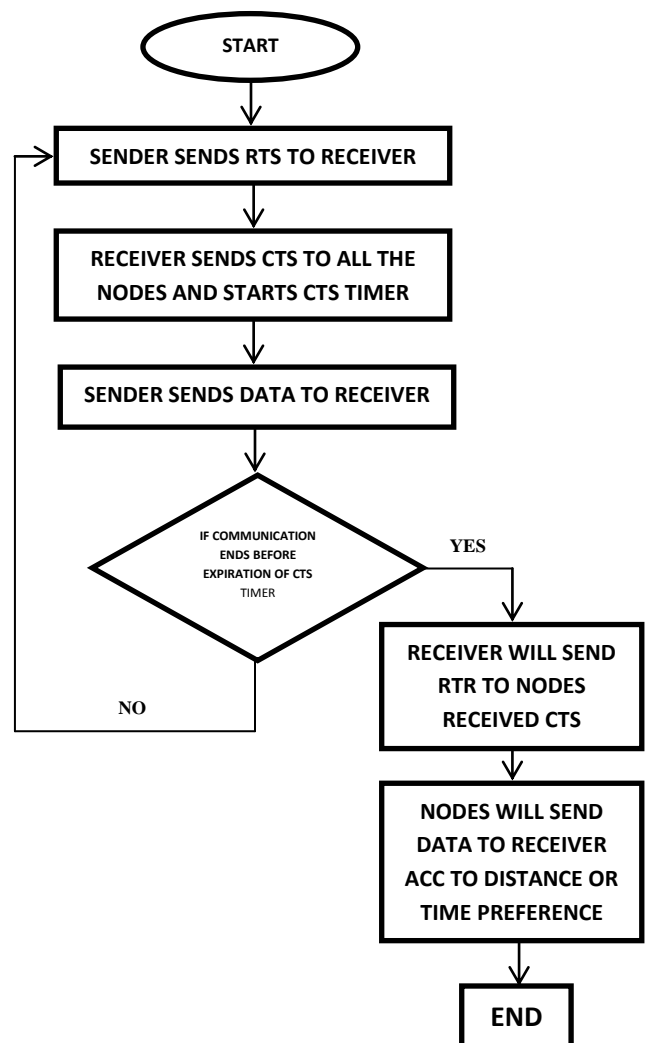 START
SENDER SENDS RTS TO RECEIVER
RECEIVER SENDS CTS TO ALL THE
NODES AND STARTS CTS TIMER
SENDER SENDS DATA TO RECEIVER
IF COMMUNICATION
ENDS BEFORE
EXPIRATION OF CTS
TIMER
YES
NO
RECEIVER WILL SEND
RTR TO NODES
RECEIVED CTS
NODES WILL SEND
DATA TO RECEIVER
ACC TO DISTANCE OR
TIME PREFERENCE
END